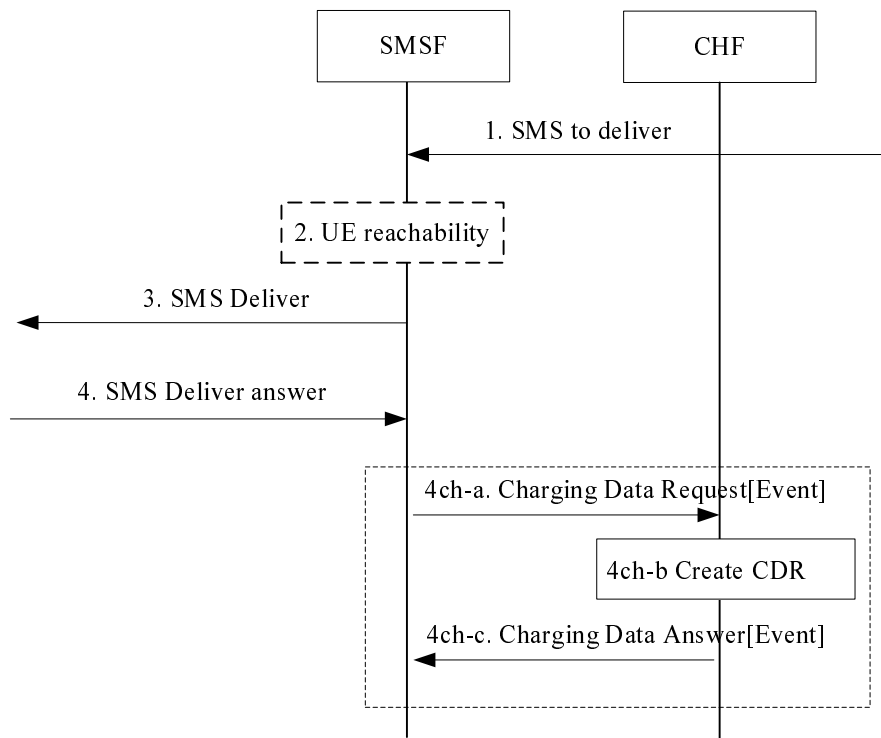 SMSF
CHF
1. SMS to deliver
2. UE reachability
3. SMS Deliver
4. SMS Deliver answer
4ch-a. Charging Data Request[Event]
4ch-b Create CDR
4ch-c. Charging Data Answer[Event]